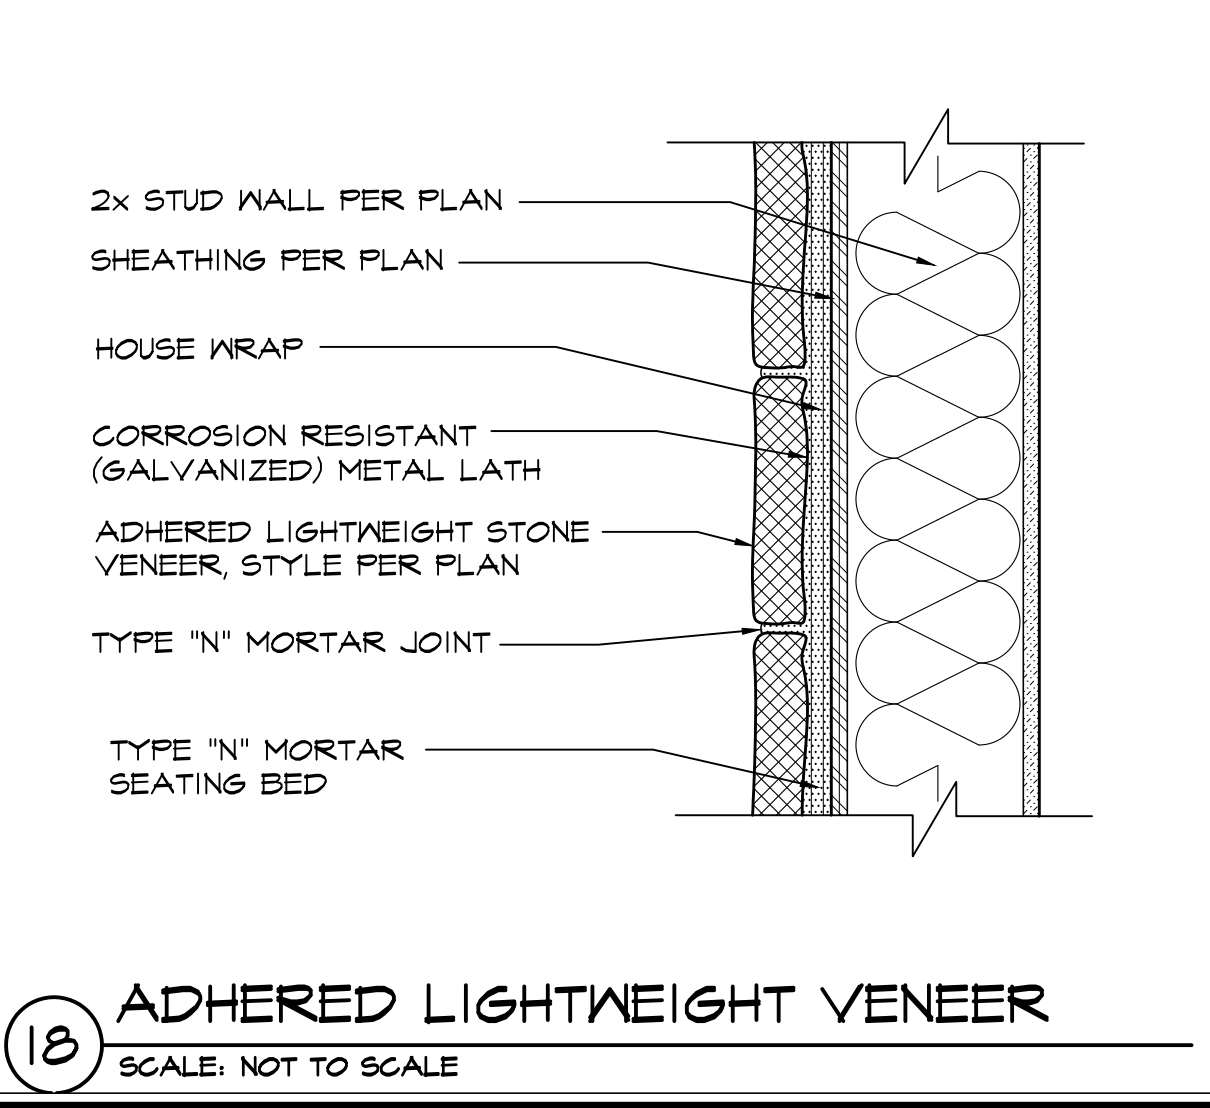 2x STUD WALL PER PLAN
SHEATHING PER PLAN
HOUSE WRAP
CORROSION RESISTANT
(GALVANIZED) METAL LATH
ADHERED LIGHTWEIGHT STONE
VENEER, STYLE PER PLAN
TYPE "N" MORTAR JOINT
TYPE "N" MORTAR
SEATING BED
18
ADHERED LIGHTWEIGHT VENEER
SCALE: NOT TO SCALE